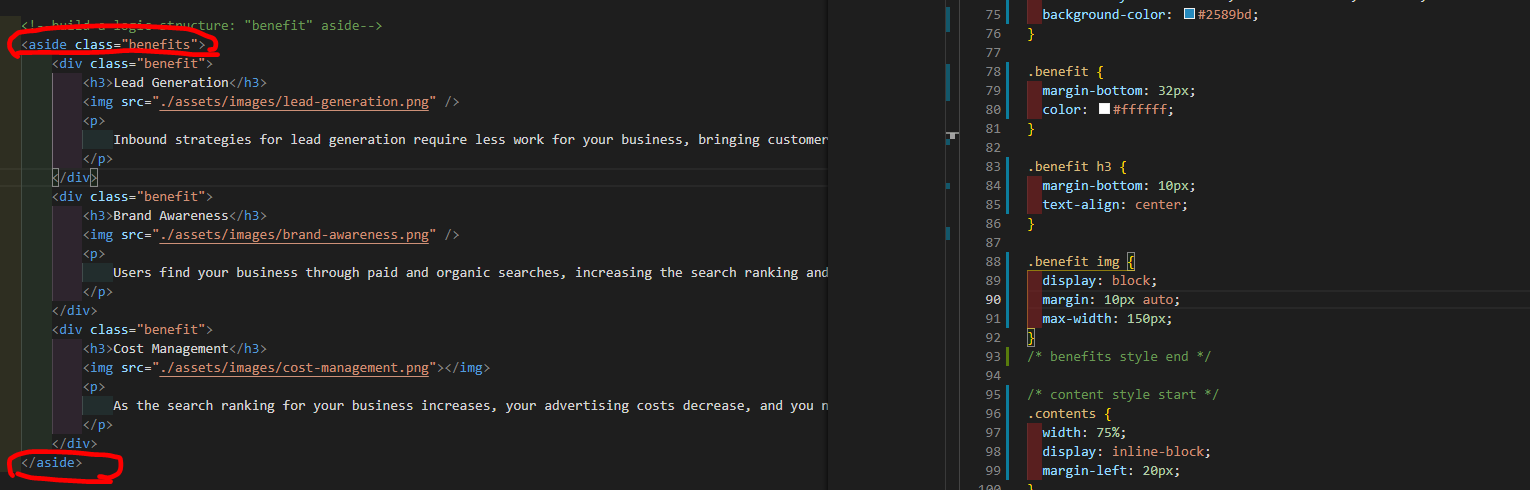 <!- build a logic structure: "benefit" aside-->
<aside class="benefits">
<div class="benefit">
<h3>Lead Generation</h3>
<img src="./assets/images/lead-generation.png" />
<p>
Inbound strategies for lead generation require less work for your business, bringing customer
</p>
</div>
<div class="benefit">
<h3>Brand Awareness</h3>
<img src="./assets/images/brand-awareness.png" />
<p>
Users find your business through paid and organic searches, increasing the search ranking and
</p>
</div>
<div class="benefit">
<h3>Cost Management</h3>
<img src="./assets/images/cost-management.png"></img>
<p>
As the search ranking for your business increases, your advertising costs decrease, and you n
</p>
</div>
</aside>
75 background-color: #2589bd;
76 }
77
78 .benefit {
79 margin-bottom: 32px;
80 color: #ffffff;
81 }
82
83 .benefit h3 {
84 margin-bottom: 10px;
85 text-align: center;
86 }
87
88 .benefit img {
89 display: block;
90 margin: 10px auto;
91 max-width: 150px;
92 }
93 /* benefits style end */
94
95 /* content style start */
96 .contents {
97 width: 75%;
98 display: inline-block;
99 margin-left: 20px;
100 }